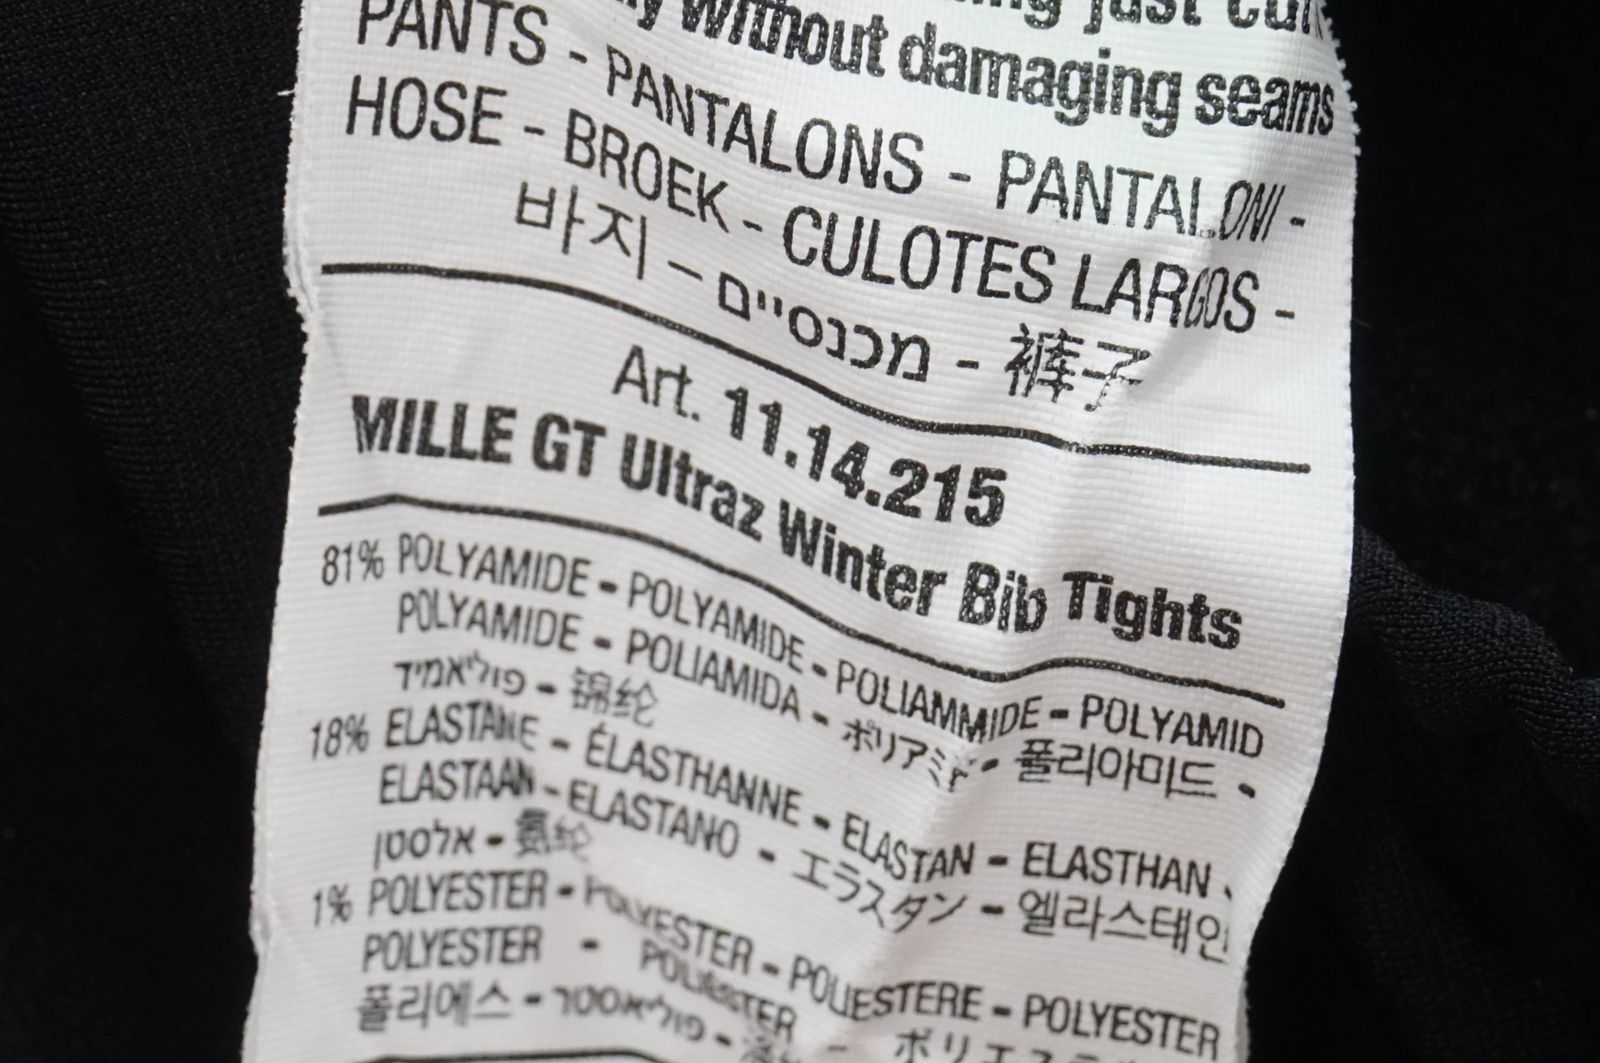 without damaging seams
PANTS - PANTALONS - PANTALONI -
HOSE - BROEK - CULOTES LARGOS -
바지 - מכנסיים - 裤子
Art. 11.14.215
MILLE GT Ultraz Winter Bib Tights
81% POLYAMIDE - POLYAMIDE - POLIAMMIDE - POLYAMID
POLYAMIDE - POLIAMIDA - ポリアミド - 폴리아미드 -
פוליאמיד - 锦纶
18% ELASTANE - ÉLASTHANNE - ELASTAN - ELASTHAN -
ELASTAAN - ELASTANO - エラスタン - 엘라스태인
אלסטן - 氨纶
1% POLYESTER - POLYESTER - POLIESTERE - POLYESTER
POLYESTER - POLIÉSTER -
폴리에스 - פוליאסטר -